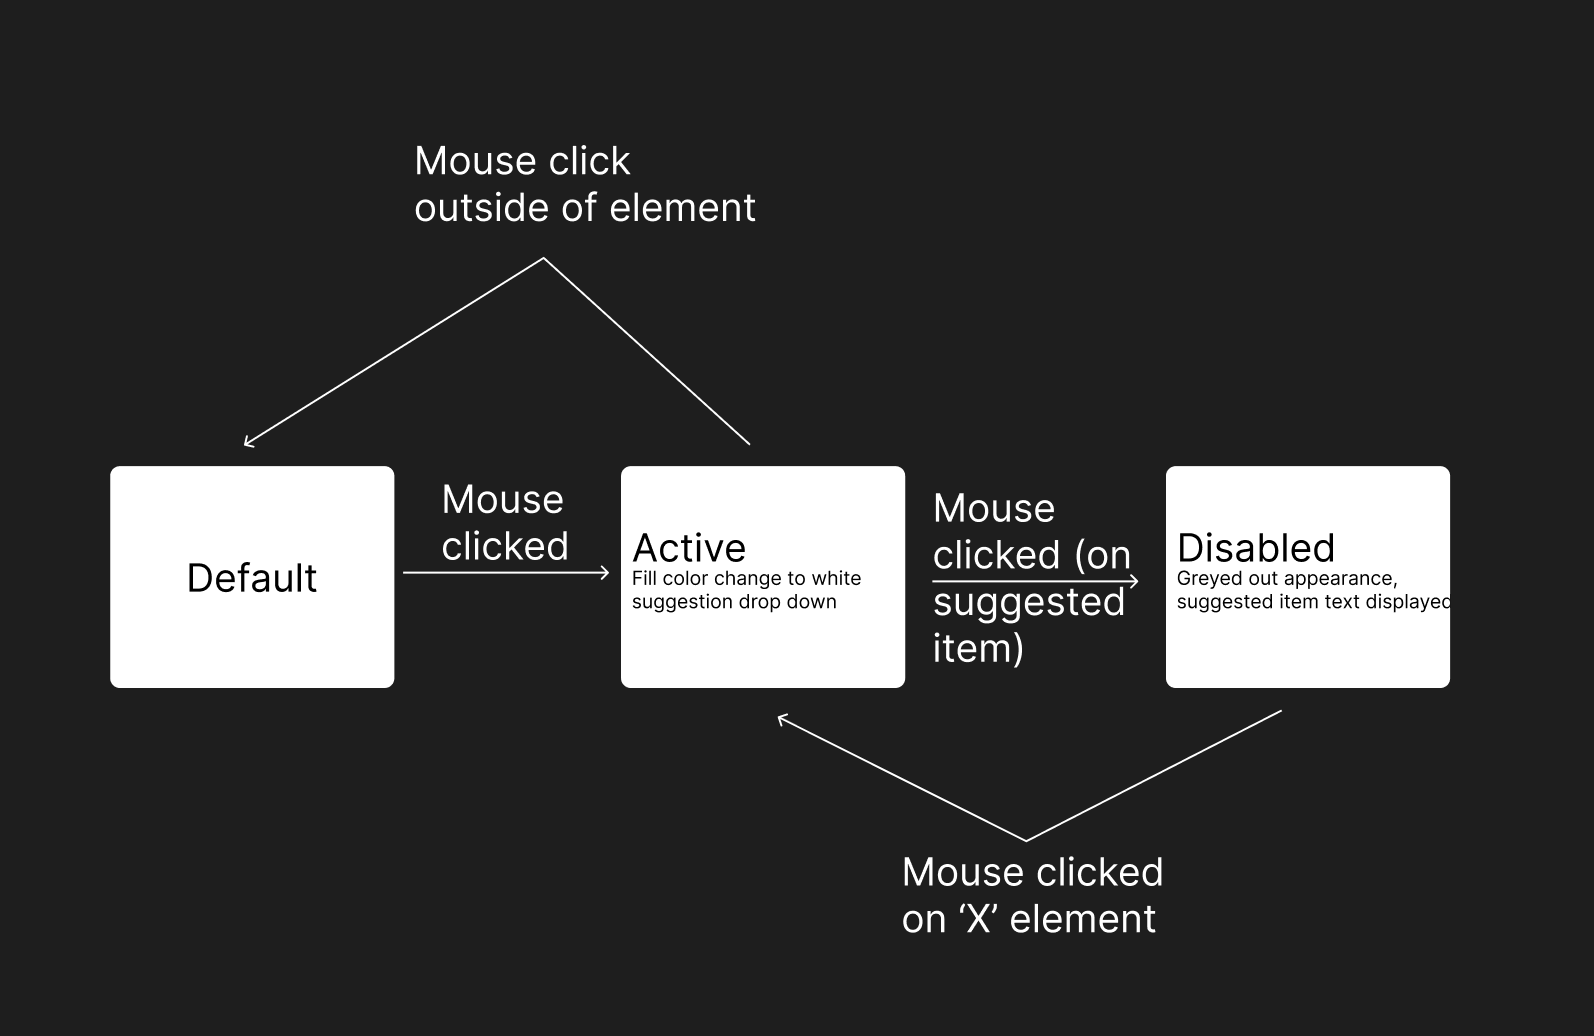 Mouse click
outside of element
Default
Mouse
clicked
Active
Fill color change to white
suggestion drop down
Mouse
clicked (on
suggested
item)
Disabled
Greyed out appearance,
suggested item text displayed
Mouse clicked
on ‘X’ element